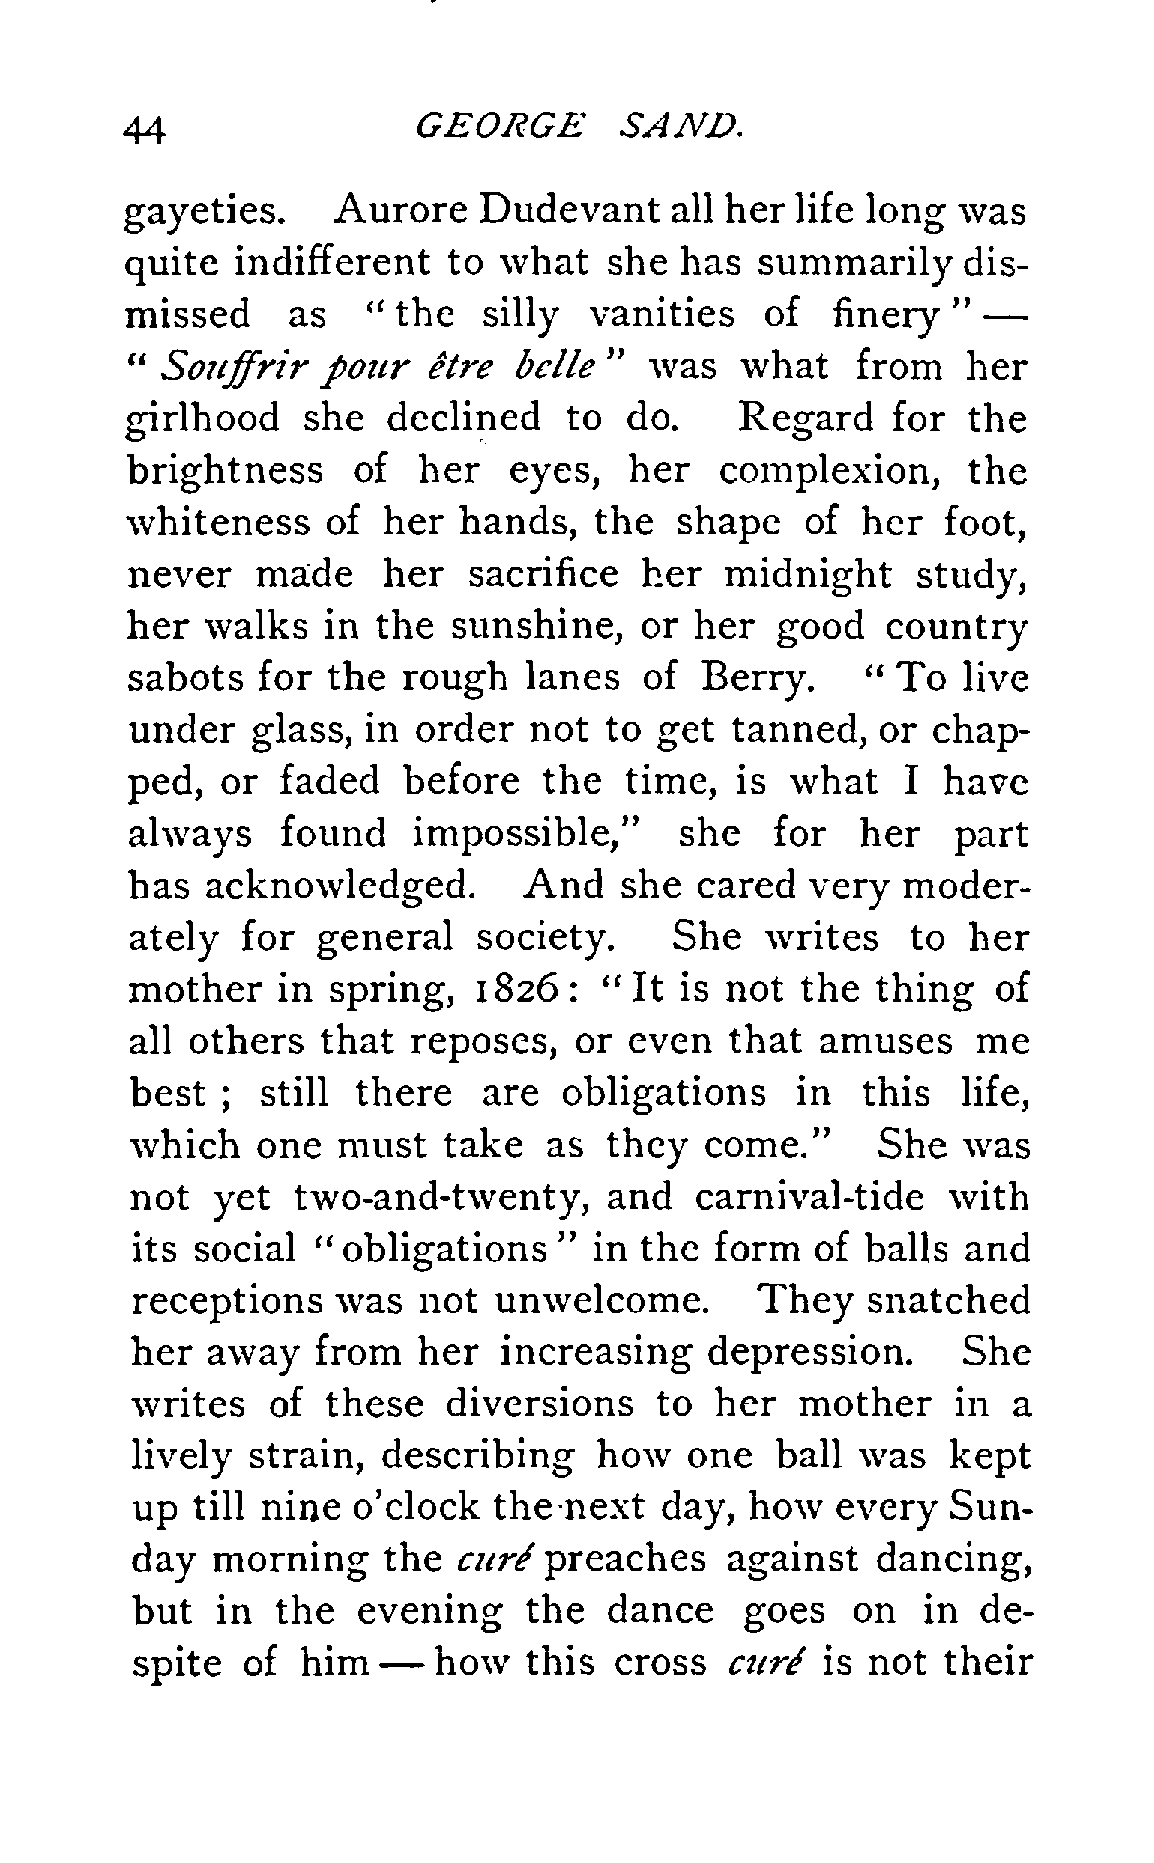 44 GEORGE SAND.
gayeties. Aurore Dudevant all her life long was
quite indifferent to what she has summarily dis-
missed as "the silly vanities of finery"—
"Souffrir pour être belle" was what from her
girlhood she declined to do. Regard for the
brightness of her eyes, her complexion, the
whiteness of her hands, the shape of her foot,
never made her sacrifice her midnight study,
her walks in the sunshine, or her good country
sabots for the rough lanes of Berry. "To live
under glass, in order not to get tanned, or chap-
ped, or faded before the time, is what I have
always found impossible," she for her part
has acknowledged. And she cared very moder-
ately for general society. She writes to her
mother in spring, 1826: "It is not the thing of
all others that reposes, or even that amuses me
best; still there are obligations in this life,
which one must take as they come." She was
not yet two-and-twenty, and carnival-tide with
its social "obligations" in the form of balls and
receptions was not unwelcome. They snatched
her away from her increasing depression. She
writes of these diversions to her mother in a
lively strain, describing how one ball was kept
up till nine o'clock the next day, how every Sun-
day morning the curé preaches against dancing,
but in the evening the dance goes on in de-
spite of him—how this cross curé is not their